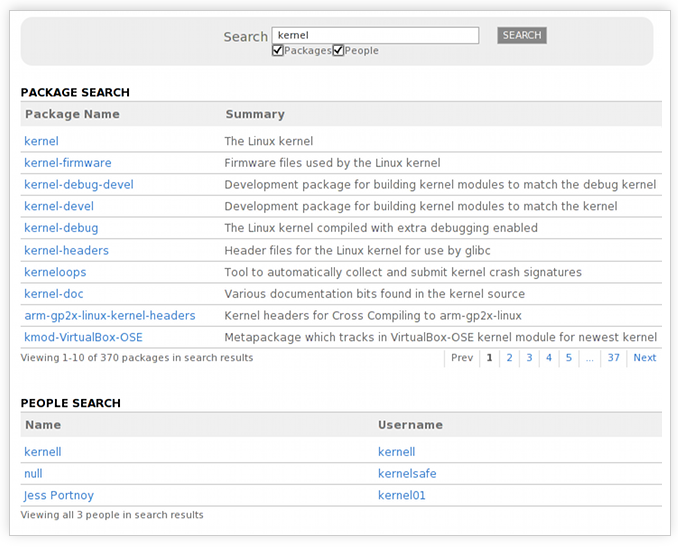 Search kernel SEARCH
Packages People
PACKAGE SEARCH
Package Name Summary
kernel The Linux kernel
kernel-firmware Firmware files used by the Linux kernel
kernel-debug-devel Development package for building kernel modules to match the debug kernel
kernel-devel Development package for building kernel modules to match the kernel
kernel-debug The Linux kernel compiled with extra debugging enabled
kernel-headers Header files for the Linux kernel for use by glibc
kerneloops Tool to automatically collect and submit kernel crash signatures
kernel-doc Various documentation bits found in the kernel source
arm-gp2x-linux-kernel-headers Kernel headers for Cross Compiling to arm-gp2x-linux
kmod-VirtualBox-OSE Metapackage which tracks in VirtualBox-OSE kernel module for newest kernel
Viewing 1-10 of 370 packages in search results Prev 1 2 3 4 5 ... 37 Next
PEOPLE SEARCH
Name Username
kernell kernell
null kernelsafe
Jess Portnoy kernel01
Viewing all 3 people in search results